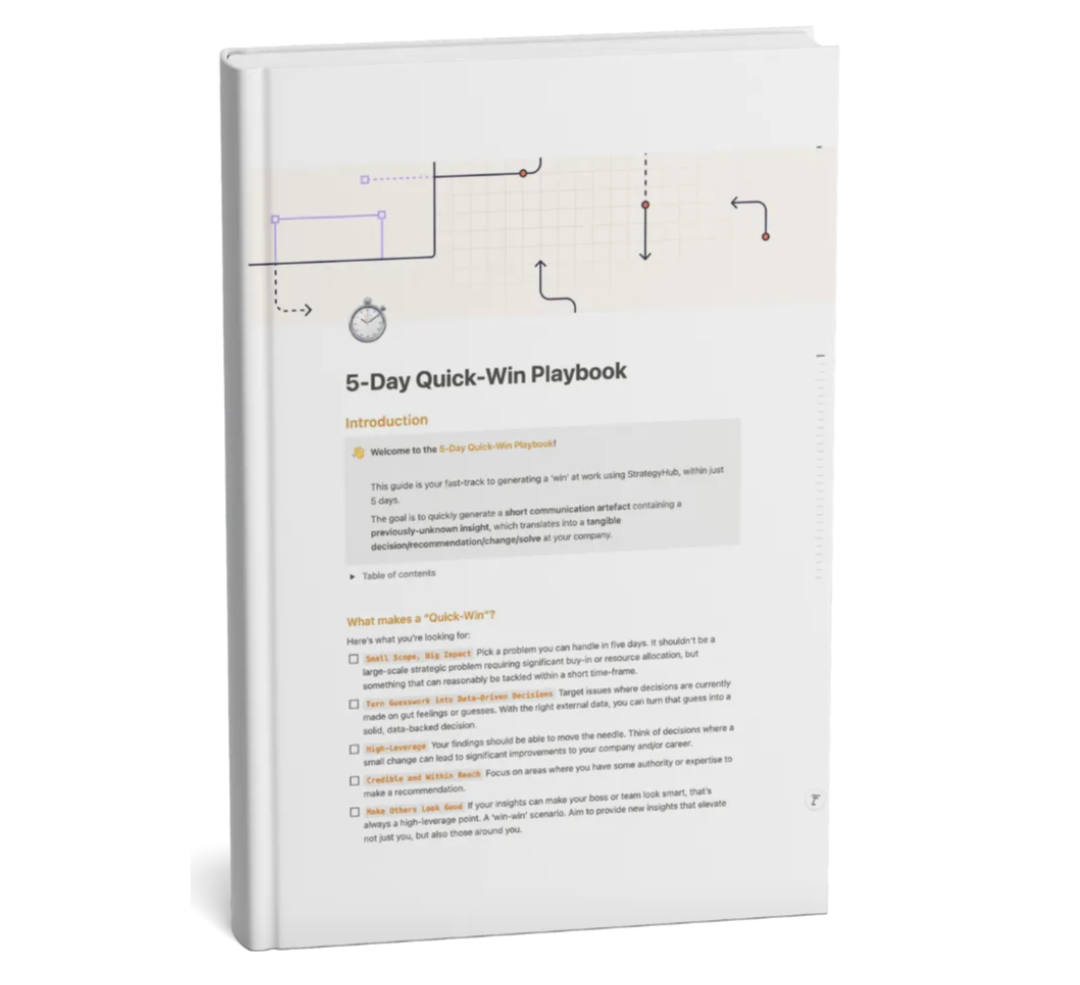 5-Day Quick-Win Playbook
Introduction
Welcome to the 5-Day Quick-Win Playbook!
This guide is your fast-track to generating a 'win' at work using StrategyHub, within just
5 days.
The goal is to quickly generate a short communication artefact containing a
previously-unknown insight, which translates into a tangible
decision/recommendation/change/solve at your company.
Table of contents
What makes a "Quick-Win"?
Here's what you're looking for:
Small Scope, Big Impact Pick a problem you can handle in five days. It shouldn't be a
large-scale strategic problem requiring significant buy-in or resource allocation, but
something that can reasonably be tackled within a short time-frame.
Turn Guesswork into Data-Driven Decisions Target issues where decisions are currently
made on gut feelings or guesses. With the right external data, you can turn that guess into a
solid, data-backed decision.
High-Leverage Your findings should be able to move the needle. Think of decisions where a
small change can lead to significant improvements to your company and/or career.
Credible and Within Reach Focus on areas where you have some authority or expertise to
make a recommendation.
Make Others Look Good If your insights can make your boss or team look smart, that's
always a high-leverage point. A 'win-win' scenario. Aim to provide new insights that elevate
not just you, but also those around you.